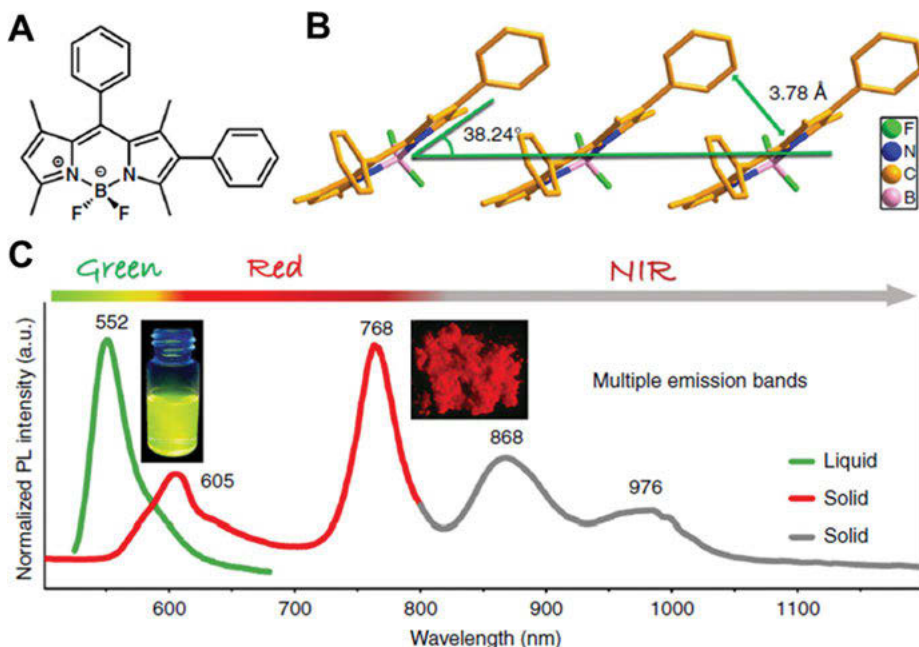 A
N
N
B
F
F
⊕
⊖
B
38.24°
3.78 Å
F
N
C
B
C
Green
Red
NIR
552
605
768
868
976
Multiple emission bands
Liquid
Solid
Solid
Normalized PL intensity (a.u.)
600
700
800
900
1000
1100
Wavelength (nm)